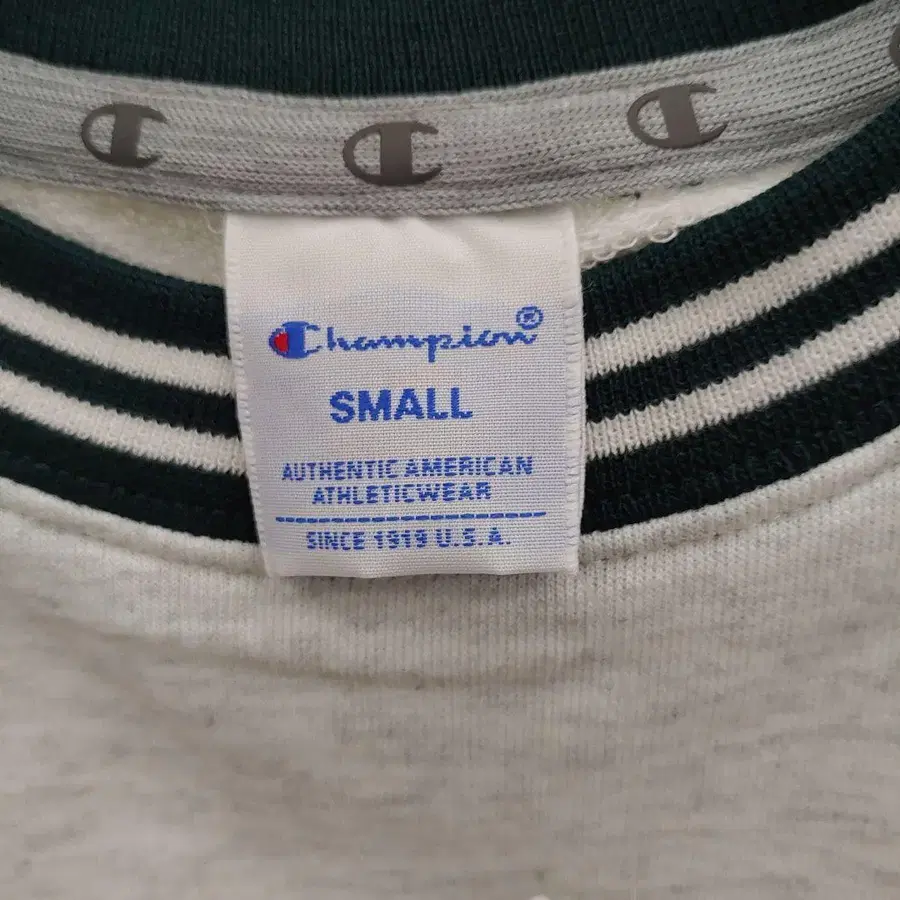 Champion®
SMALL
AUTHENTIC AMERICAN
ATHLETICWEAR
SINCE 1919 U.S.A.